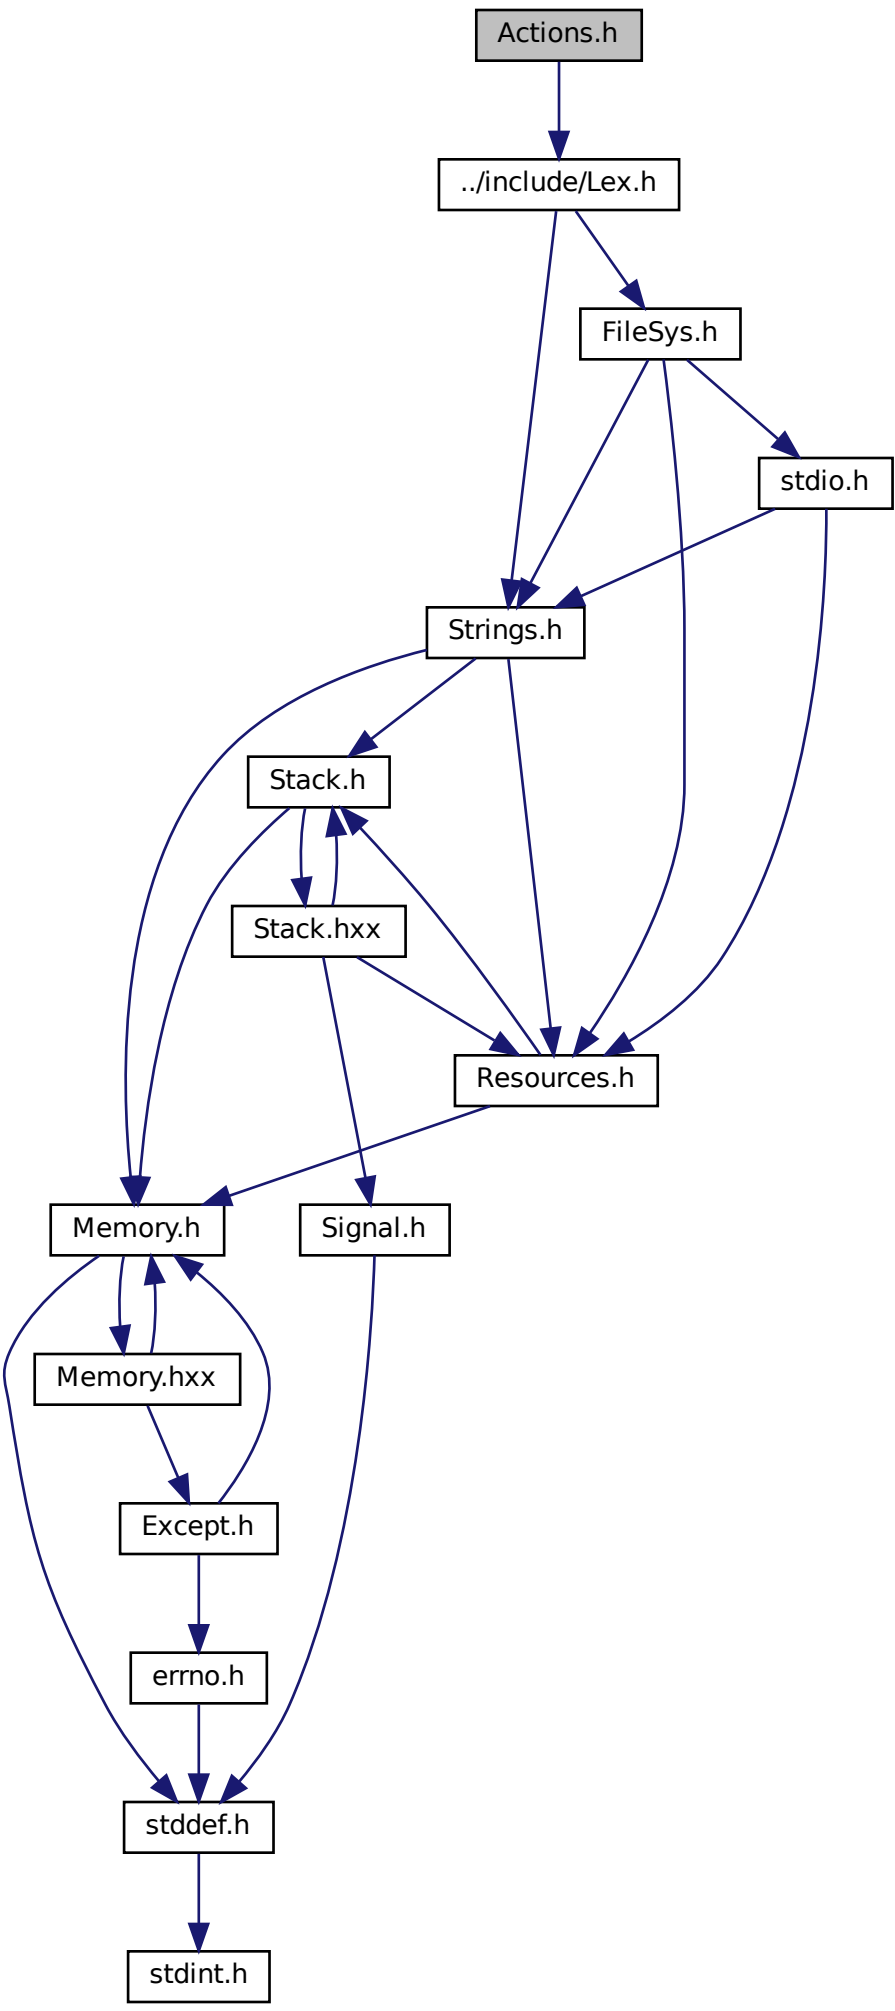 Actions.h
../include/Lex.h
FileSys.h
stdio.h
Strings.h
Stack.h
Stack.hxx
Resources.h
Memory.h
Signal.h
Memory.hxx
Except.h
errno.h
stddef.h
stdint.h